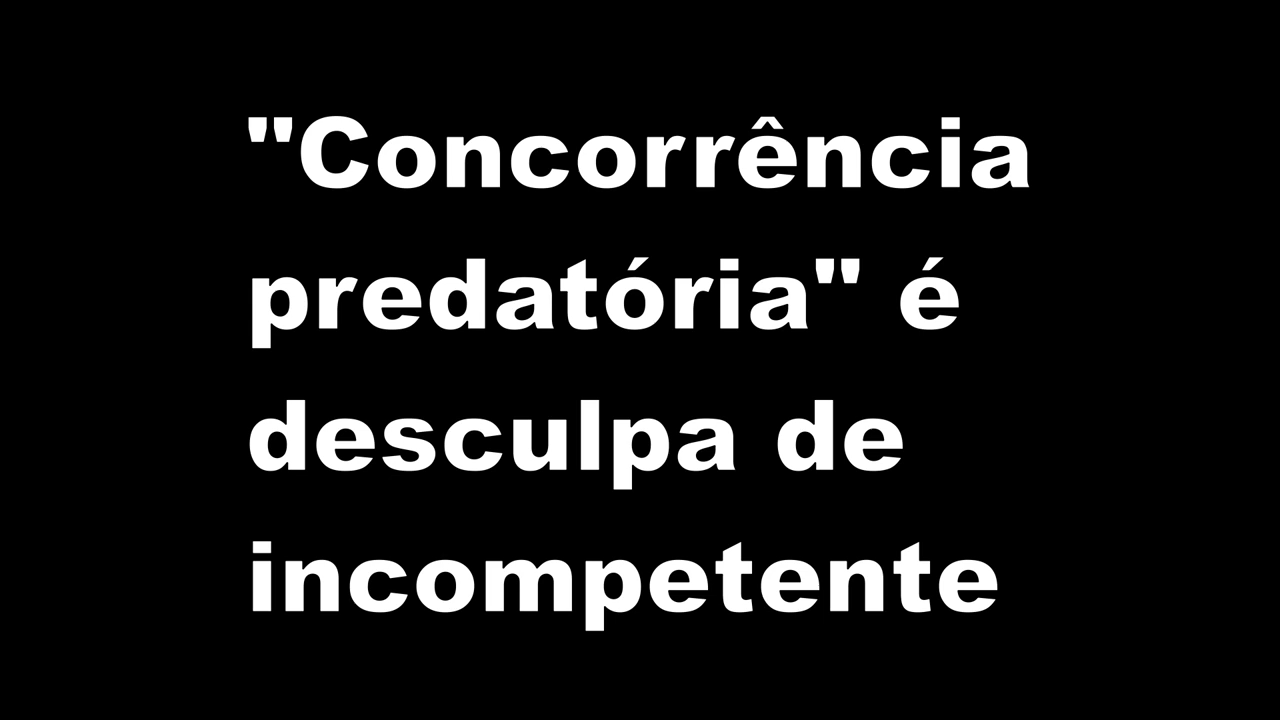 "Concorrência
predatória" é
desculpa de
incompetente